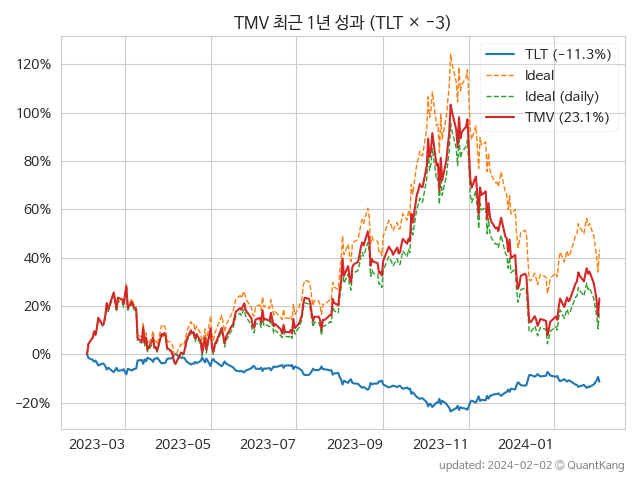 TMV 최근 1년 성과 (TLT × −3)
TLT (−11.3%)
Ideal
Ideal (daily)
TMV (23.1%)
120%
100%
80%
60%
40%
20%
0%
−20%
2023−03
2023−05
2023−07
2023−09
2023−11
2024−01
updated: 2024−02−02 © QuantKang